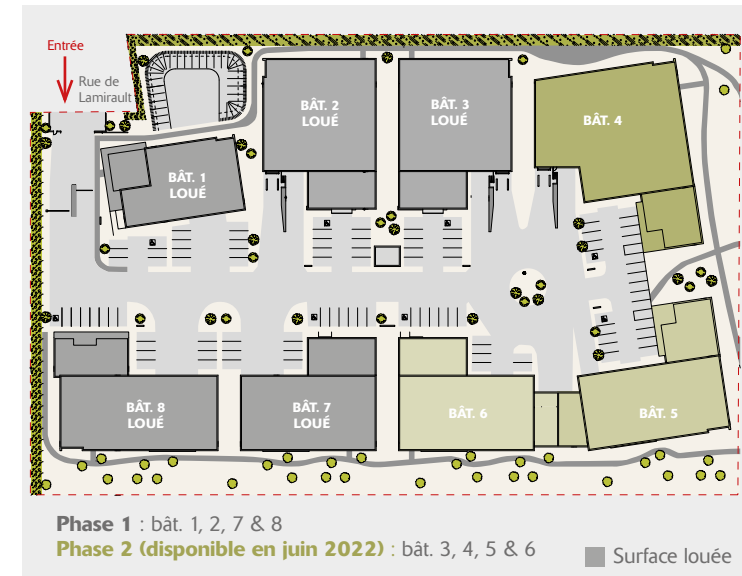 Entrée
Rue de
Lamirault
BÂT. 2
LOUÉ
BÂT. 3
LOUÉ
BÂT. 4
BÂT. 1
LOUÉ
BÂT. 8
LOUÉ
BÂT. 7
LOUÉ
BÂT. 6
BÂT. 5
Phase 1 : bât. 1, 2, 7 & 8
Phase 2 (disponible en juin 2022) : bât. 3, 4, 5 & 6
Surface louée